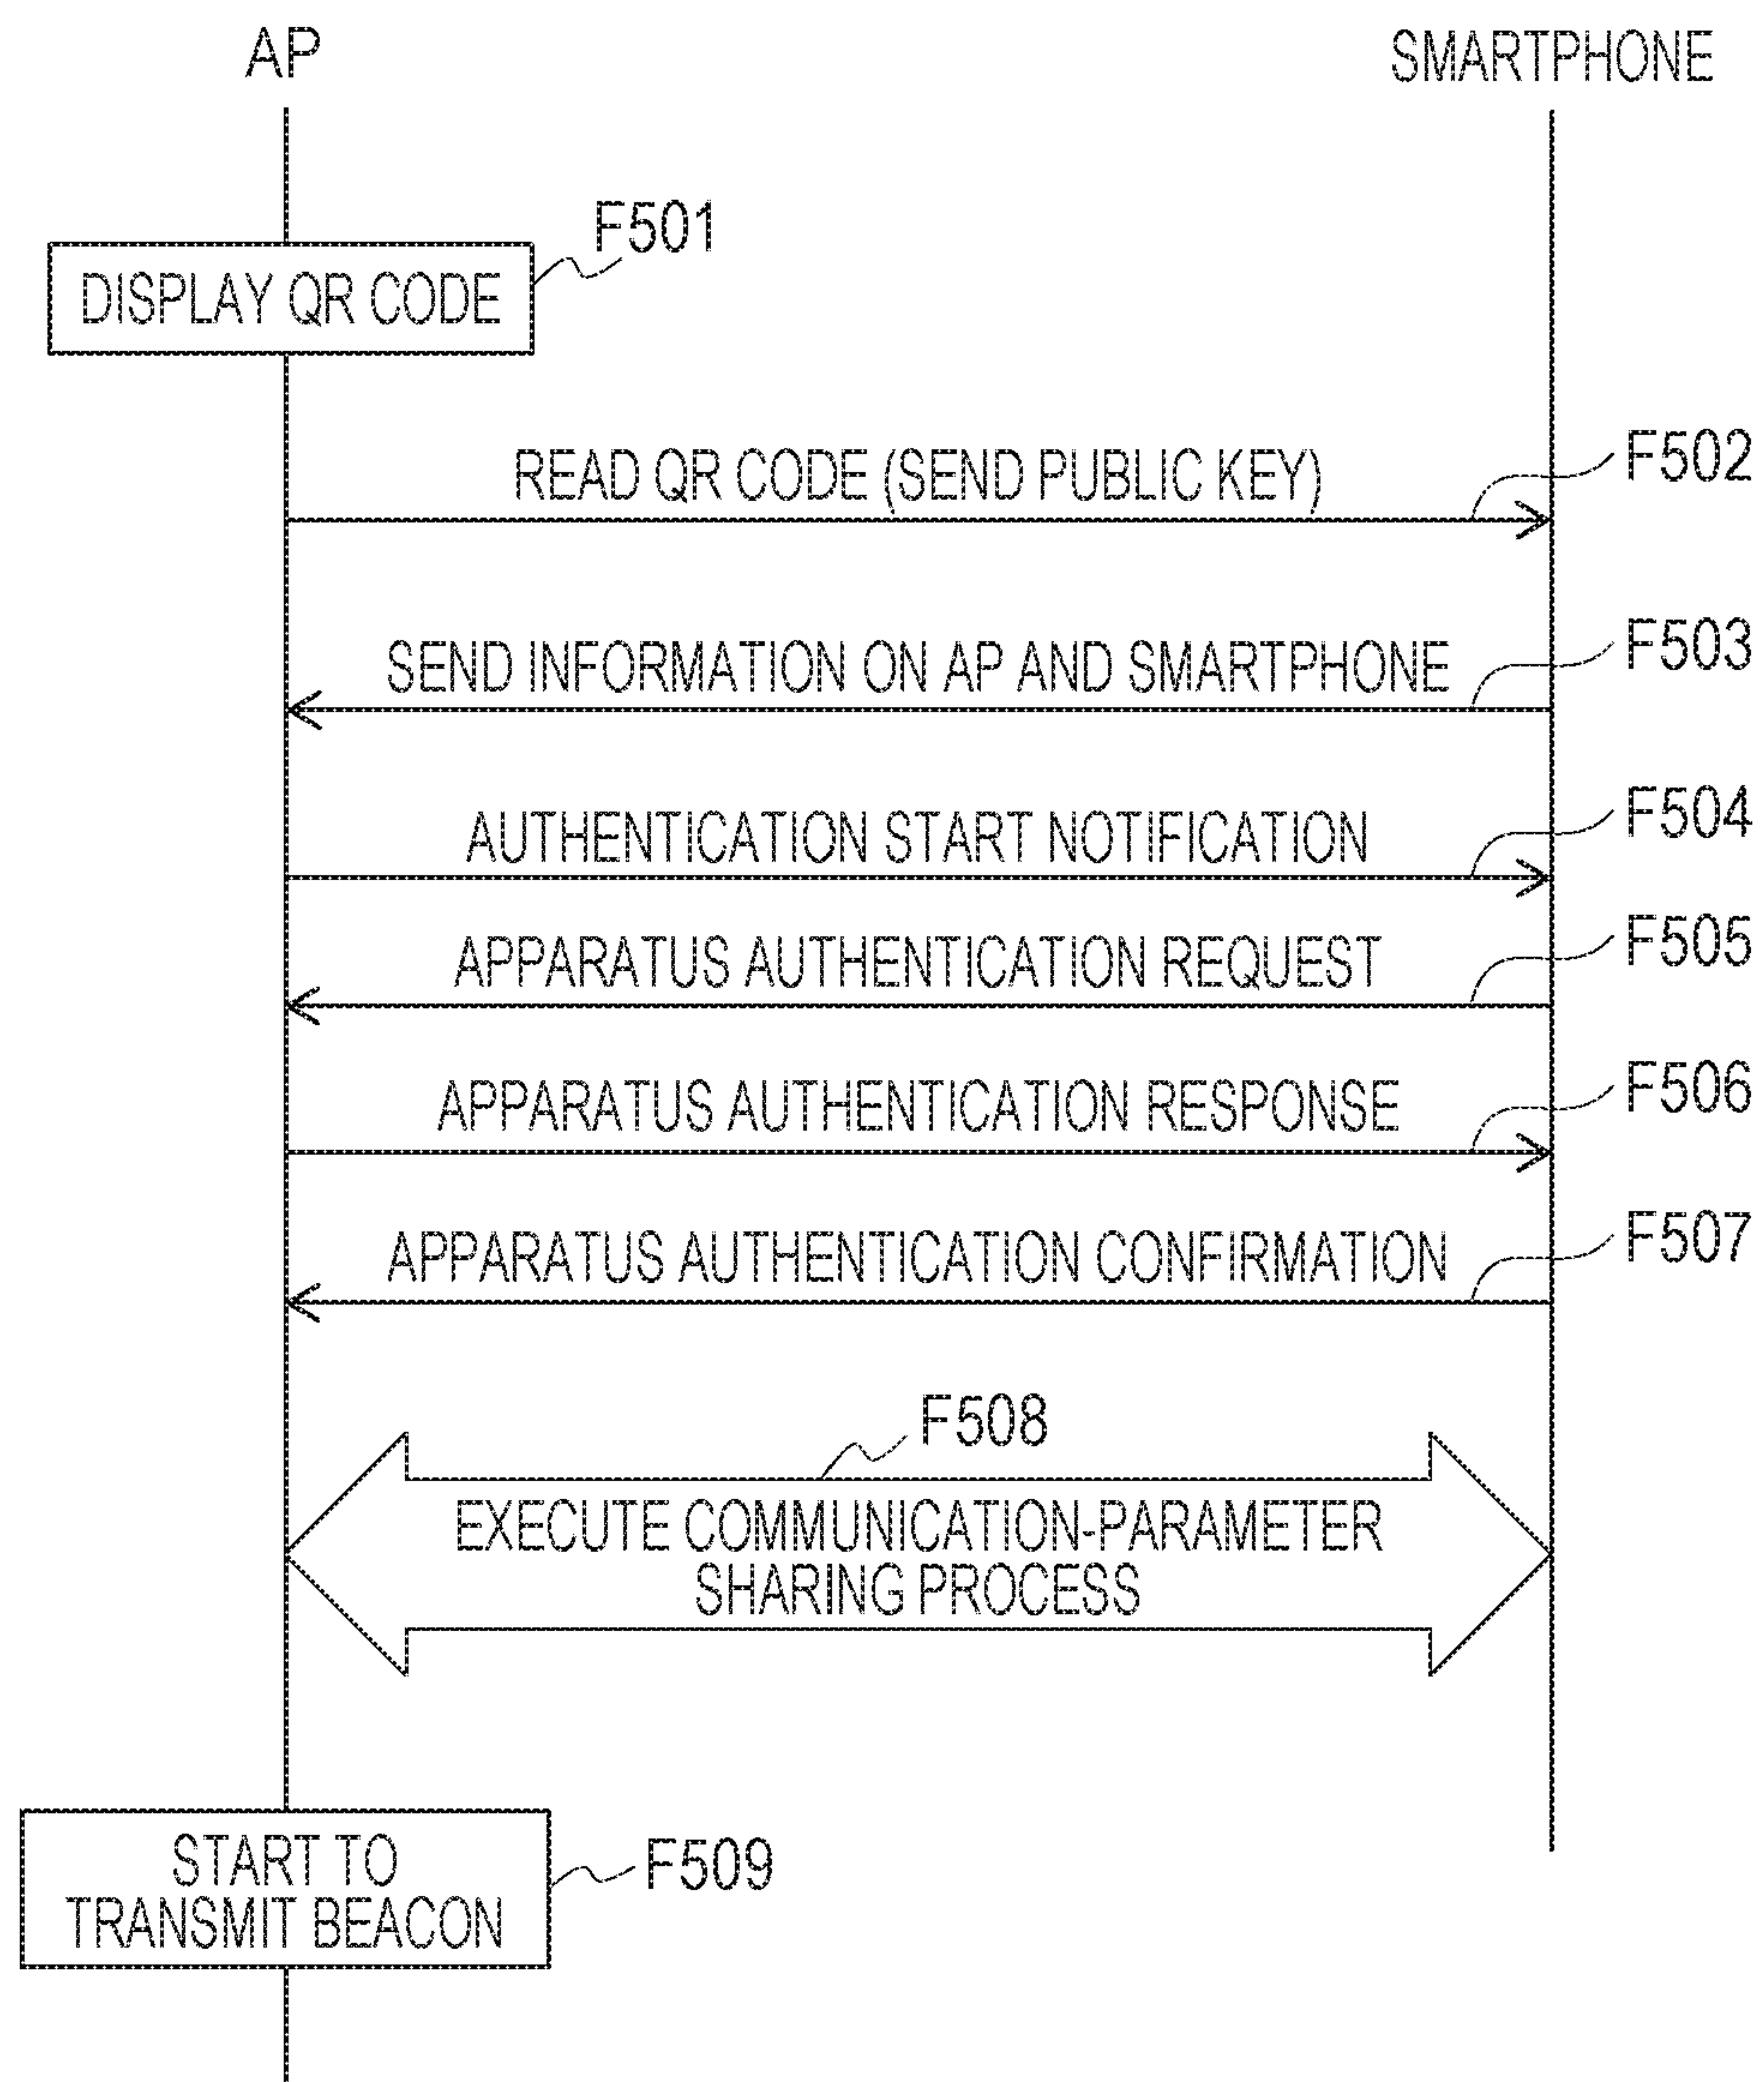 AP
SMARTPHONE
F501
DISPLAY QR CODE
READ QR CODE (SEND PUBLIC KEY)
F502
SEND INFORMATION ON AP AND SMARTPHONE
F503
AUTHENTICATION START NOTIFICATION
F504
APPARATUS AUTHENTICATION REQUEST
F505
APPARATUS AUTHENTICATION RESPONSE
F506
APPARATUS AUTHENTICATION CONFIRMATION
F507
F508
EXECUTE COMMUNICATION-PARAMETER
SHARING PROCESS
START TO
TRANSMIT BEACON
F509